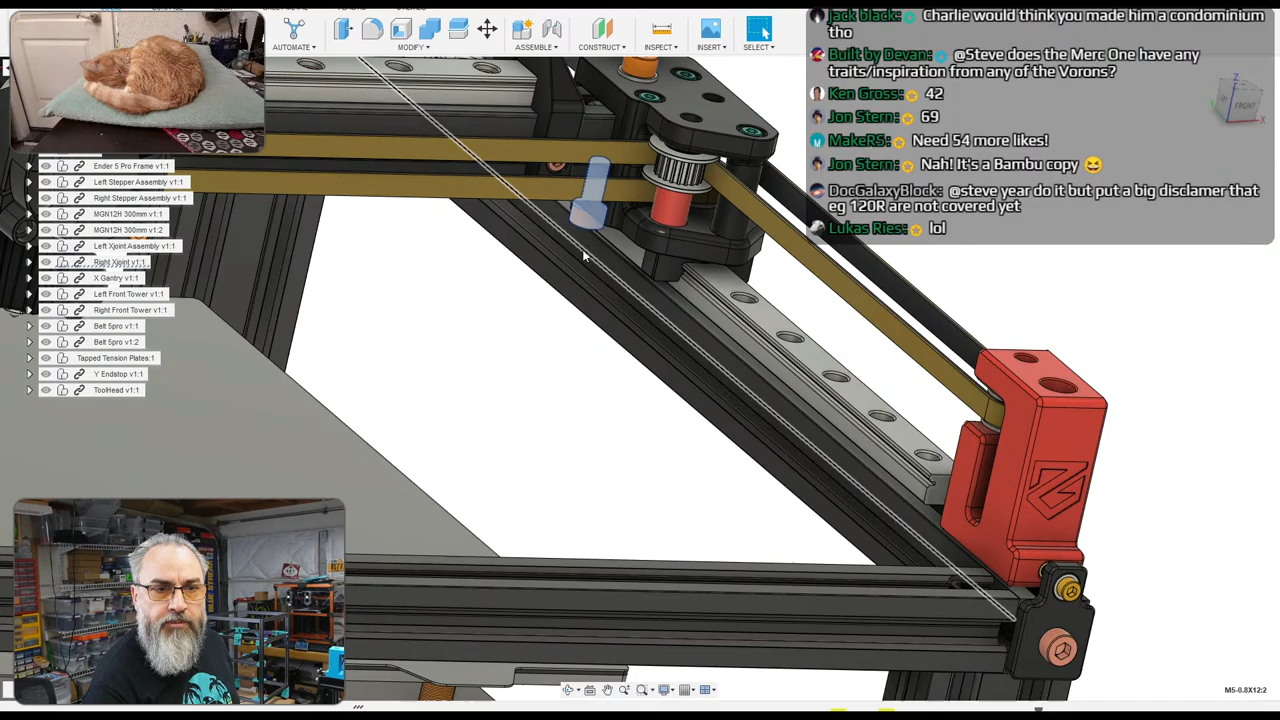 AUTOMATE
MODIFY
ASSEMBLE
CONSTRUCT
INSPECT
INSERT
SELECT
jack black: Charlie would think you made him a condominium
tho
Built by Devan: @Steve does the Merc One have any
traits/inspiration from any of the Vorons?
Ken Gross: 42
Jon Stern: 69
MakeRS: Need 54 more likes!
Jon Stern: Nah! It's a Bambu copy 😆
DocGalaxyBlock: @steve year do it but put a big disclamer that
eg 120R are not covered yet
Lukas Ries: lol
Z
FRONT
X
Ender 5 Pro Frame v1:1
Left Stepper Assembly v1:1
Right Stepper Assembly v1:1
MGN12H 300mm v1:1
MGN12H 300mm v1:2
Left Xjoint Assembly v1:1
Right Xjoint v1:1
X Gantry v1:1
Left Front Tower v1:1
Right Front Tower v1:1
Belt 5pro v1:1
Belt 5pro v1:2
Tapped Tension Plates:1
Y Endstop v1:1
ToolHead v1:1
M5-0.8X12:2